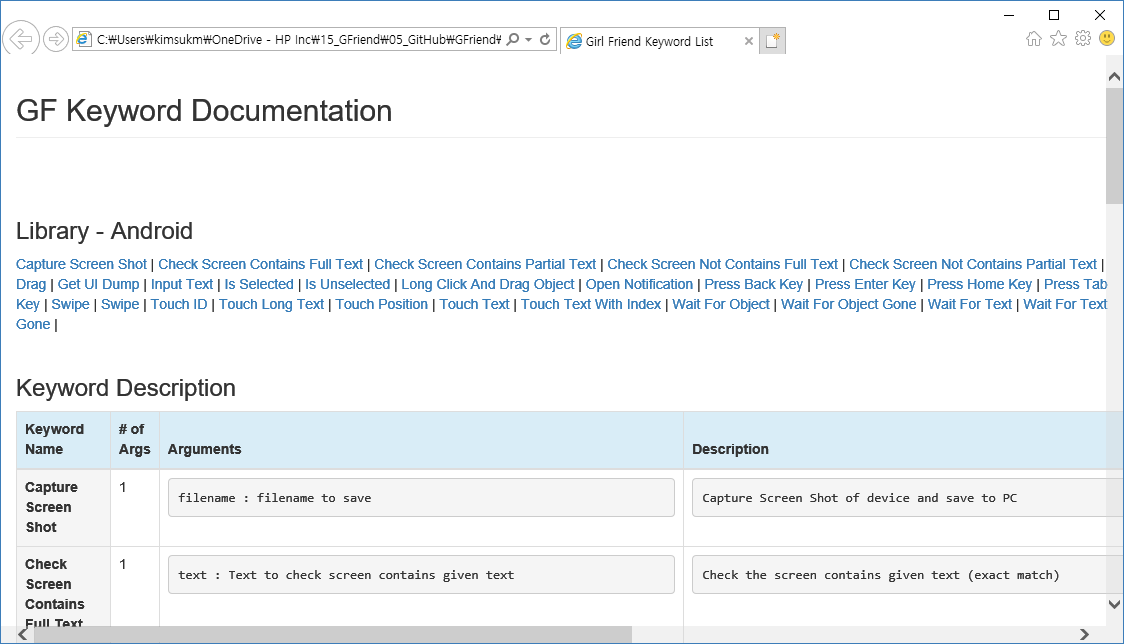 C:₩Users₩kimsukm₩OneDrive - HP Inc₩15_GFriend₩05_GitHub₩GFriend₩
Girl Friend Keyword List
GF Keyword Documentation
Library - Android
Capture Screen Shot | Check Screen Contains Full Text | Check Screen Contains Partial Text | Check Screen Not Contains Full Text | Check Screen Not Contains Partial Text |
Drag | Get UI Dump | Input Text | Is Selected | Is Unselected | Long Click And Drag Object | Open Notification | Press Back Key | Press Enter Key | Press Home Key | Press Tab
Key | Swipe | Swipe | Touch ID | Touch Long Text | Touch Position | Touch Text | Touch Text With Index | Wait For Object | Wait For Object Gone | Wait For Text | Wait For Text
Gone |
Keyword Description
Keyword # of
Name Args Arguments Description
Capture 1 filename : filename to save Capture Screen Shot of device and save to PC
Screen
Shot
Check 1 text : Text to check screen contains given text Check the screen contains given text (exact match)
Screen
Contains
Full Text